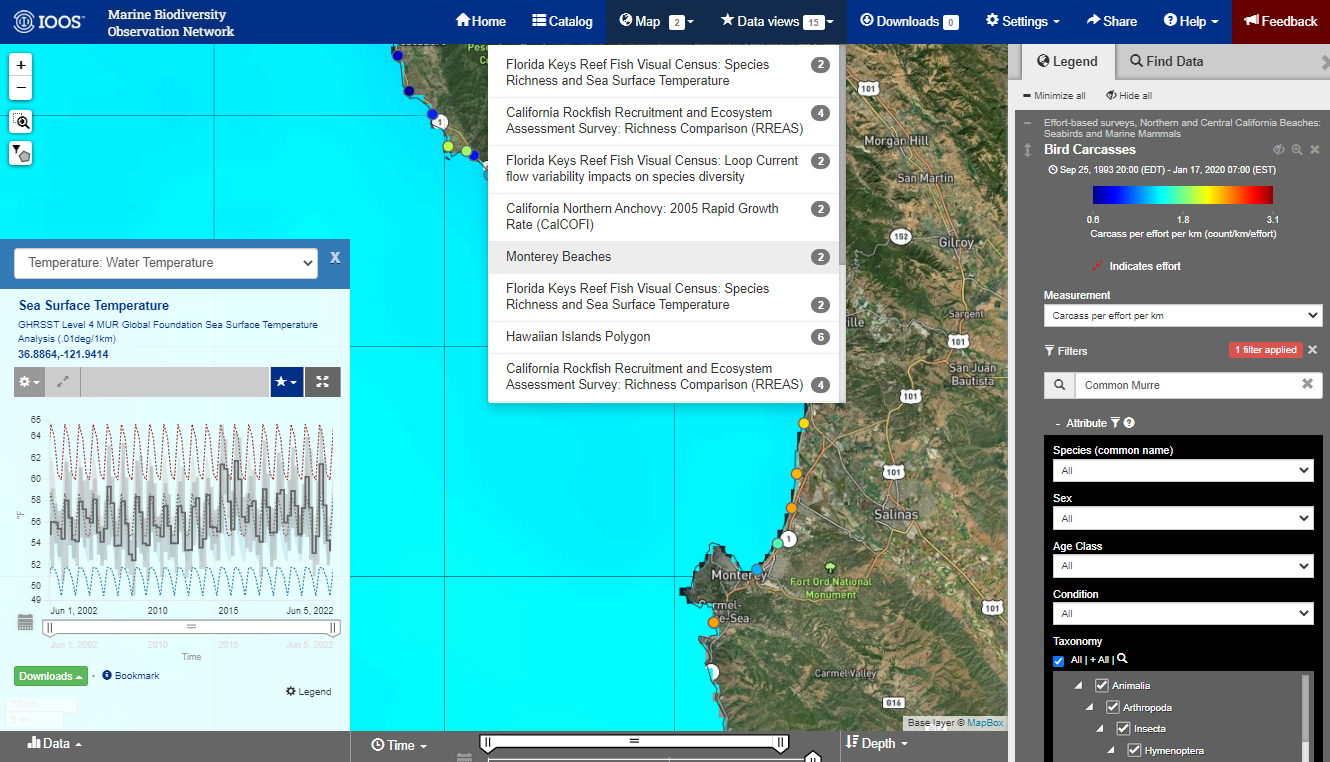 IOOS
Marine Biodiversity
Observation Network
Home
Catalog
Map 2
Data views 15
Downloads 0
Settings
Share
Help
Feedback
+
−
Florida Keys Reef Fish Visual Census: Species
Richness and Sea Surface Temperature
2
California Rockfish Recruitment and Ecosystem
Assessment Survey: Richness Comparison (RREAS)
4
Florida Keys Reef Fish Visual Census: Loop Current
flow variability impacts on species diversity
2
California Northern Anchovy: 2005 Rapid Growth
Rate (CalCOFI)
2
Monterey Beaches
2
Florida Keys Reef Fish Visual Census: Species
Richness and Sea Surface Temperature
2
Hawaiian Islands Polygon
6
California Rockfish Recruitment and Ecosystem
Assessment Survey: Richness Comparison (RREAS)
4
1
101
Morgan Hill
San Martin
152
Gilroy
ville
Sargent
101
San Juan
Bautista
101
101
Salinas
1
Monterey
Fort Ord National
Monument
101
Carmel-
e-Sea
Carmel Valley
G16
Base layer © MapBox
Temperature: Water Temperature
X
Sea Surface Temperature
GHRSST Level 4 MUR Global Foundation Sea Surface Temperature
Analysis (.01deg/1km)
36.8864,-121.9414
65
64
62
60
58
56
54
52
50
49
°F
Jun 1, 2002
2010
2015
Jun 5, 2022
Jun 1, 2002
2010
2015
Jun 5, 2022
Time
Downloads
Bookmark
Legend
Data
Time
Depth
Legend
Find Data
Minimize all
Hide all
Effort-based surveys, Northern and Central California Beaches:
Seabirds and Marine Mammals
Bird Carcasses
Sep 25, 1993 20:00 (EDT) - Jan 17, 2020 07:00 (EST)
0.6
1.8
3.1
Carcass per effort per km (count/km/effort)
Indicates effort
Measurement
Carcass per effort per km
Filters
1 filter applied
Common Murre
- Attribute
Species (common name)
All
Sex
All
Age Class
All
Condition
All
Taxonomy
All | + All |
Animalia
Arthropoda
Insecta
Hymenoptera